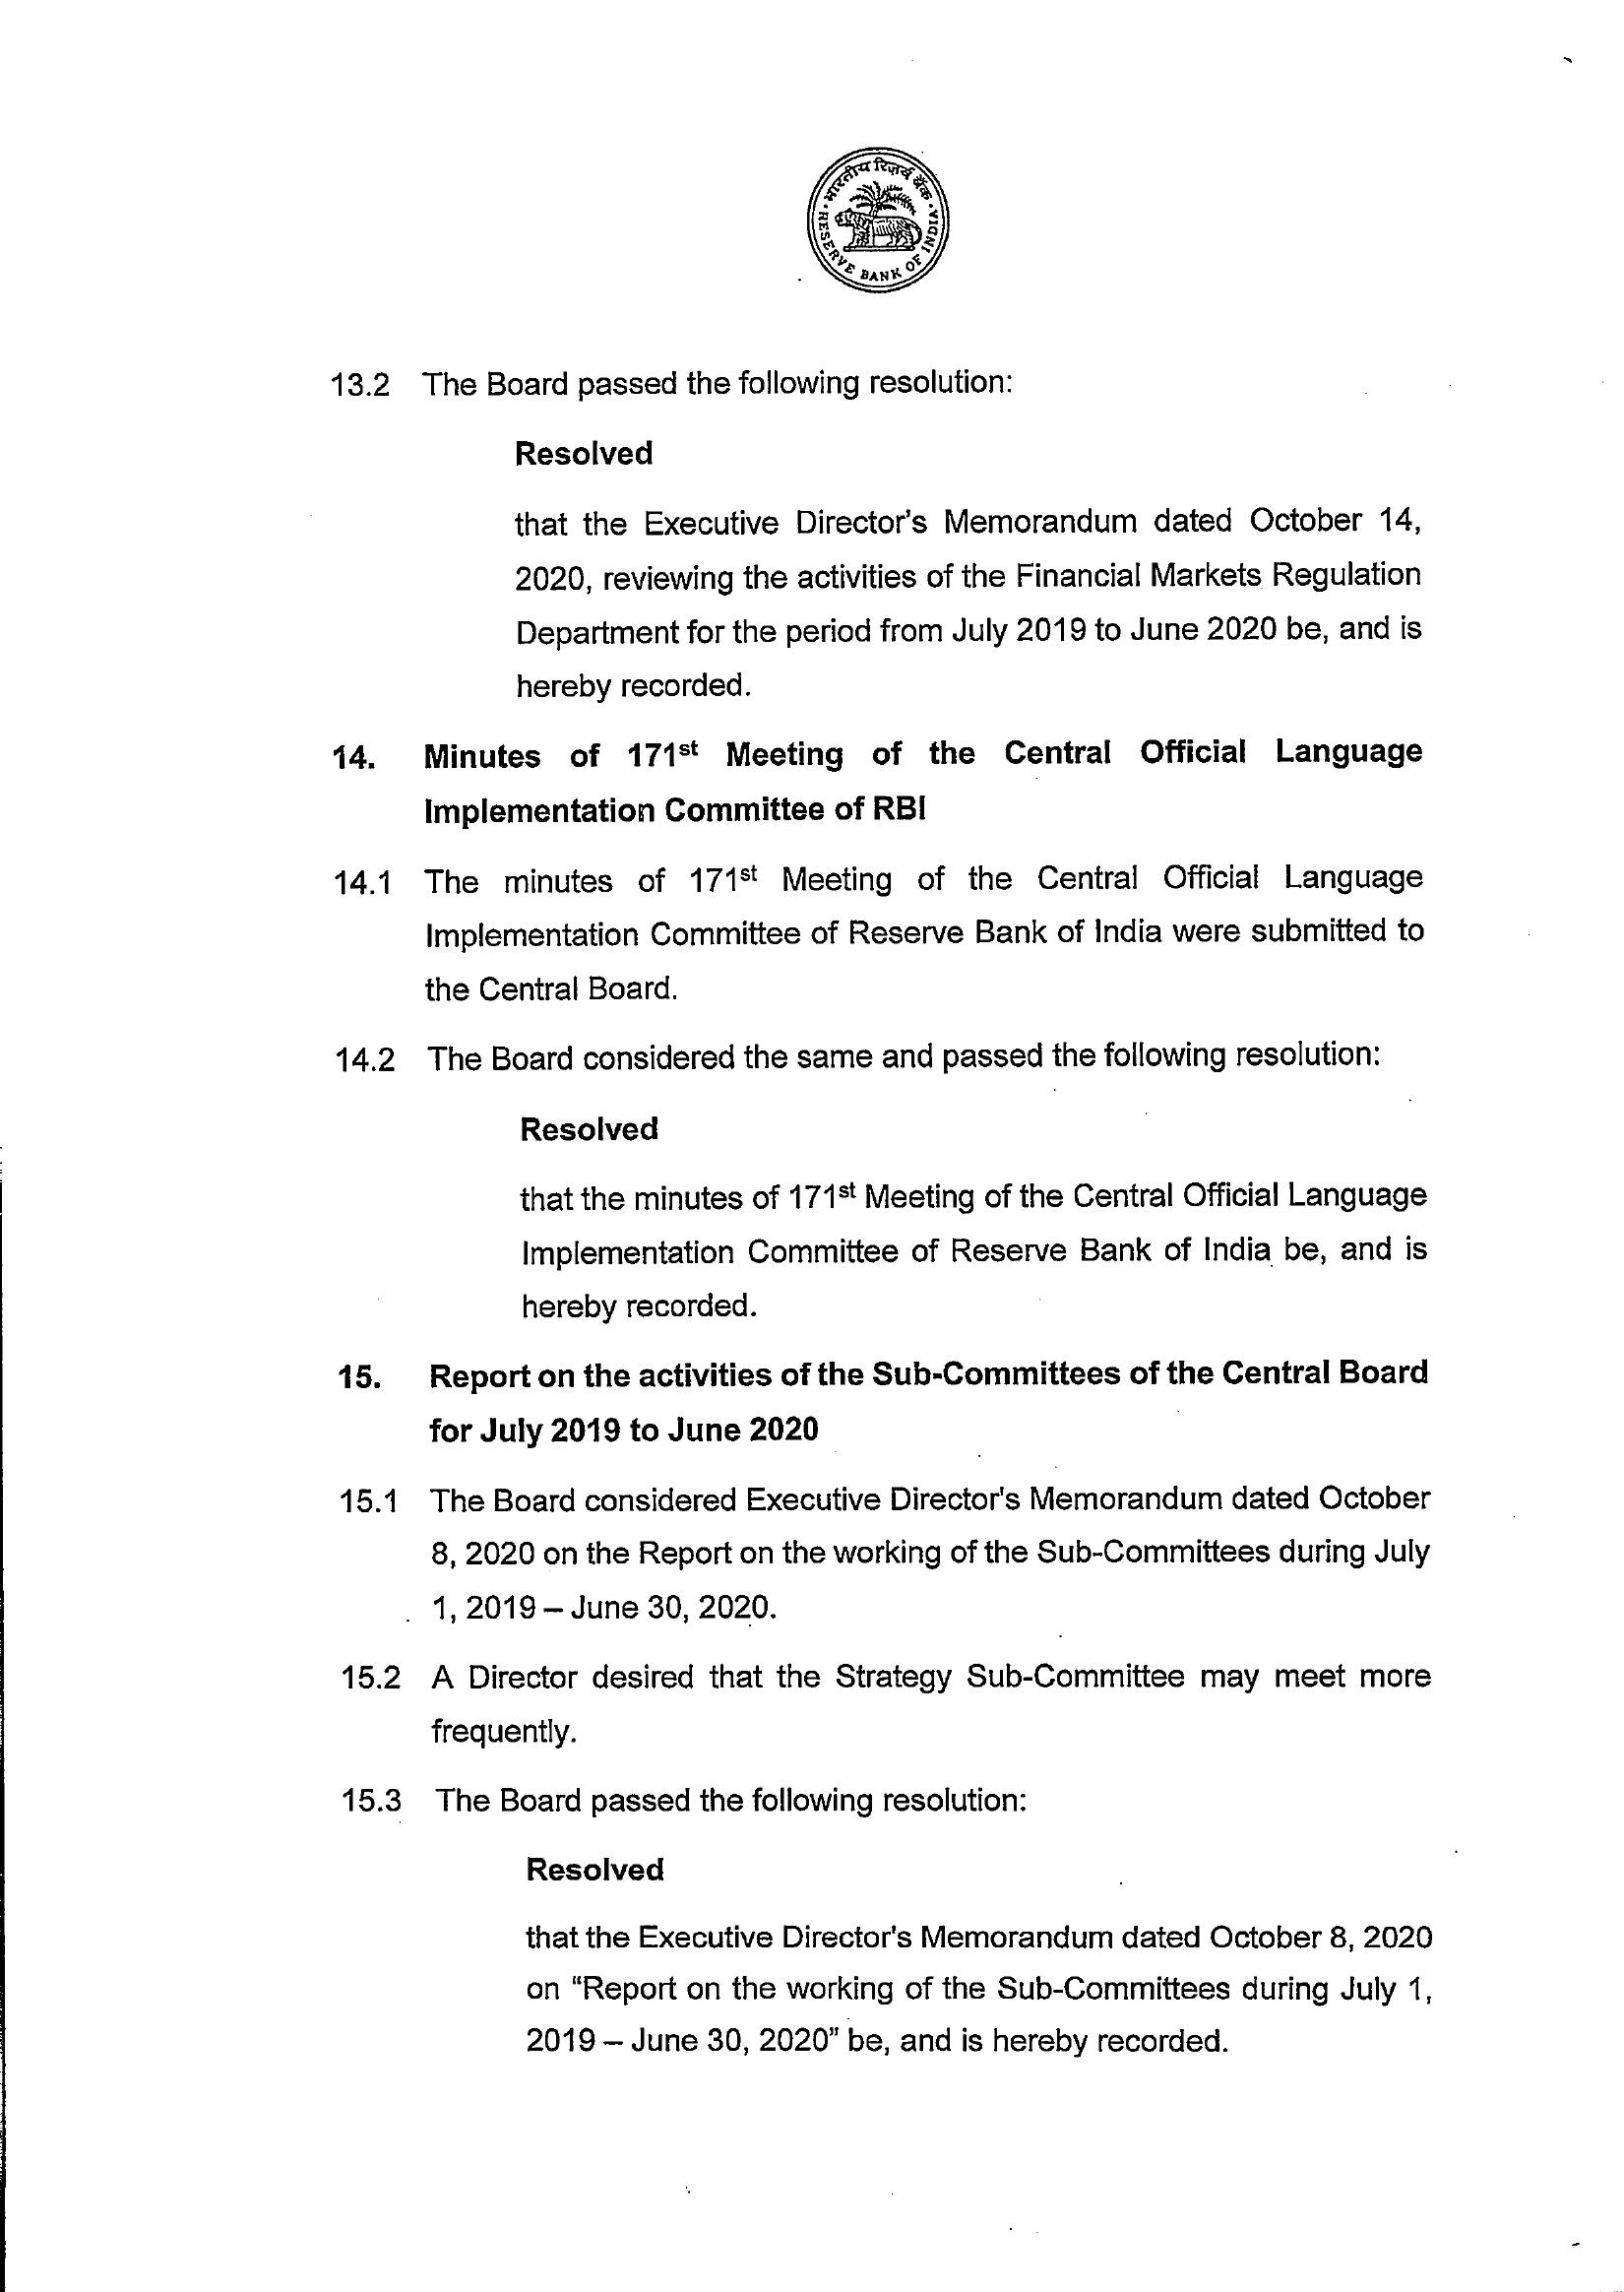 भारतीय रिज़र्व बैंक
RESERVE BANK OF INDIA
13.2 The Board passed the following resolution:
Resolved
that the Executive Director's Memorandum dated October 14,
2020, reviewing the activities of the Financial Markets Regulation
Department for the period from July 2019 to June 2020 be, and is
hereby recorded.
14. Minutes of 171st Meeting of the Central Official Language
Implementation Committee of RBI
14.1 The minutes of 171st Meeting of the Central Official Language
Implementation Committee of Reserve Bank of India were submitted to
the Central Board.
14.2 The Board considered the same and passed the following resolution:
Resolved
that the minutes of 171st Meeting of the Central Official Language
Implementation Committee of Reserve Bank of India be, and is
hereby recorded.
15. Report on the activities of the Sub-Committees of the Central Board
for July 2019 to June 2020
15.1 The Board considered Executive Director's Memorandum dated October
8, 2020 on the Report on the working of the Sub-Committees during July
1, 2019 – June 30, 2020.
15.2 A Director desired that the Strategy Sub-Committee may meet more
frequently.
15.3 The Board passed the following resolution:
Resolved
that the Executive Director's Memorandum dated October 8, 2020
on “Report on the working of the Sub-Committees during July 1,
2019 – June 30, 2020” be, and is hereby recorded.